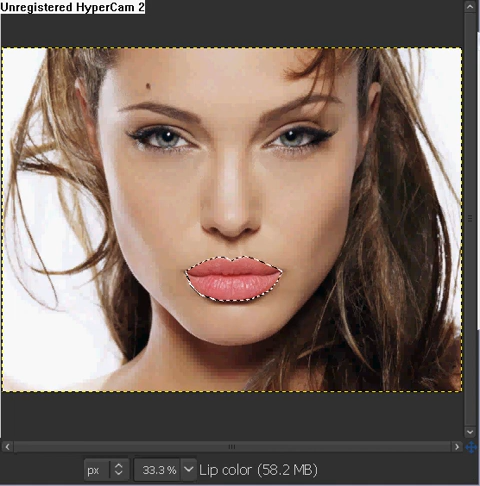 Unregistered HyperCam 2
px 33.3 % Lip color (58.2 MB)